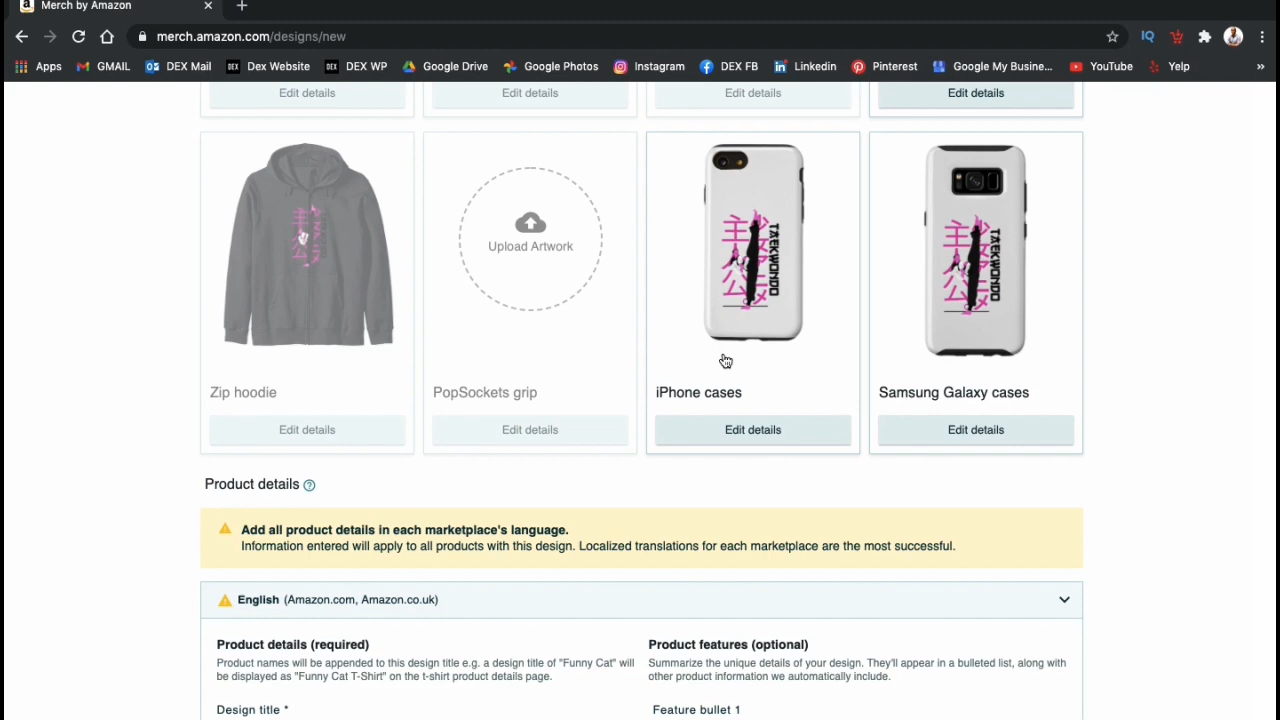 Merch by Amazon
merch.amazon.com/designs/new
IQ
Apps GMAIL DEX Mail DEX Dex Website DEX DEX WP Google Drive Google Photos Instagram DEX FB Linkedin Pinterest Google My Busine... YouTube Yelp »
Edit details Edit details Edit details Edit details
Upload Artwork
TAEKWONDO
主
公
TAEKWONDO
主
公
Zip hoodie PopSockets grip iPhone cases Samsung Galaxy cases
Edit details Edit details Edit details Edit details
Product details
Add all product details in each marketplace's language.
Information entered will apply to all products with this design. Localized translations for each marketplace are the most successful.
English (Amazon.com, Amazon.co.uk)
Product details (required)
Product names will be appended to this design title e.g. a design title of "Funny Cat" will
be displayed as "Funny Cat T-Shirt" on the t-shirt product details page.
Design title *
Product features (optional)
Summarize the unique details of your design. They'll appear in a bulleted list, along with
other product information we automatically include.
Feature bullet 1